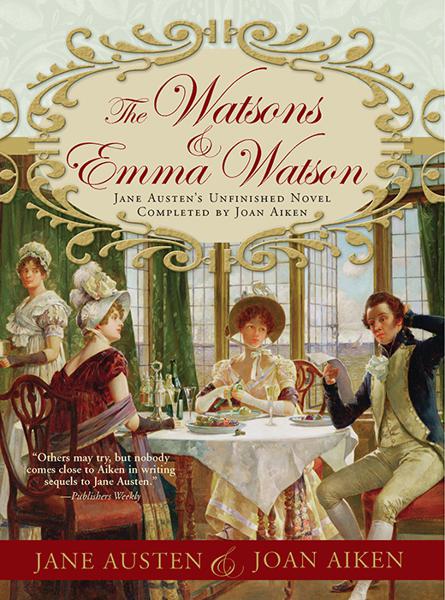 The Watsons
&
Emma Watson
Jane Austen's Unfinished Novel
Completed by Joan Aiken
"Others may try, but nobody
comes close to Aiken in writing
sequels to Jane Austen."
—Publishers Weekly
JANE AUSTEN & JOAN AIKEN